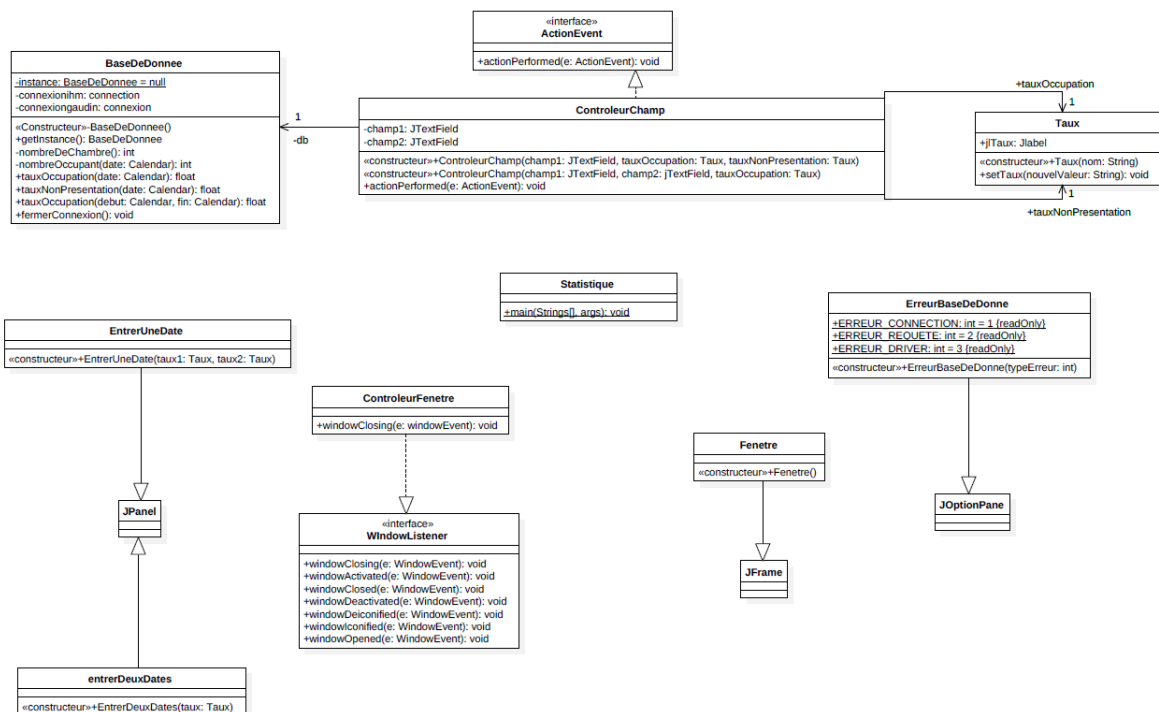 «interface»
ActionEvent
+actionPerformed(e: ActionEvent): void
BaseDeDonnee
-instance: BaseDeDonnee = null
-connexionihm: connection
-connexiongaudin: connexion
«Constructeur»-BaseDeDonnee()
+getInstance(): BaseDeDonnee
-nombreDeChambre(): int
-nombreOccupant(date: Calendar): int
+tauxOccupation(date: Calendar): float
+tauxNonPresentation(date: Calendar): float
+tauxOccupation(debut: Calendar, fin: Calendar): float
+fermerConnexion(): void
1
-db
ControleurChamp
-champ1: JTextField
-champ2: JTextField
«constructeur»+ControleurChamp(champ1: JTextField, tauxOccupation: Taux, tauxNonPresentation: Taux)
«constructeur»+ControleurChamp(champ1: JTextField, champ2: jTextField, tauxOccupation: Taux)
+actionPerformed(e: ActionEvent): void
+tauxOccupation
1
Taux
+jlTaux: Jlabel
«constructeur»+Taux(nom: String)
+setTaux(nouvelValeur: String): void
1
+tauxNonPresentation
Statistique
+main(Strings[], args): void
ErreurBaseDeDonne
+ERREUR_CONNECTION: int = 1 {readOnly}
+ERREUR_REQUETE: int = 2 {readOnly}
+ERREUR_DRIVER: int = 3 {readOnly}
«constructeur»+ErreurBaseDeDonne(typeErreur: int)
EntrerUneDate
«constructeur»+EntrerUneDate(taux1: Taux, taux2: Taux)
ControleurFenetre
+windowClosing(e: windowEvent): void
Fenetre
«constructeur»+Fenetre()
JPanel
JOptionPane
«interface»
WIndowListener
+windowClosing(e: WindowEvent): void
+windowActivated(e: WindowEvent): void
+windowClosed(e: WindowEvent): void
+windowDeactivated(e: WindowEvent): void
+windowDeiconified(e: WindowEvent): void
+windowIconified(e: WindowEvent): void
+windowOpened(e: WindowEvent): void
JFrame
entrerDeuxDates
«constructeur»+EntrerDeuxDates(taux: Taux)